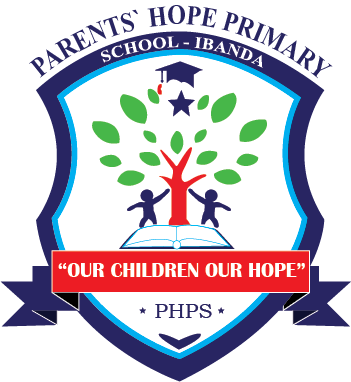 PARENTS` HOPE PRIMARY
SCHOOL - IBANDA
“OUR CHILDREN OUR HOPE”
* PHPS *